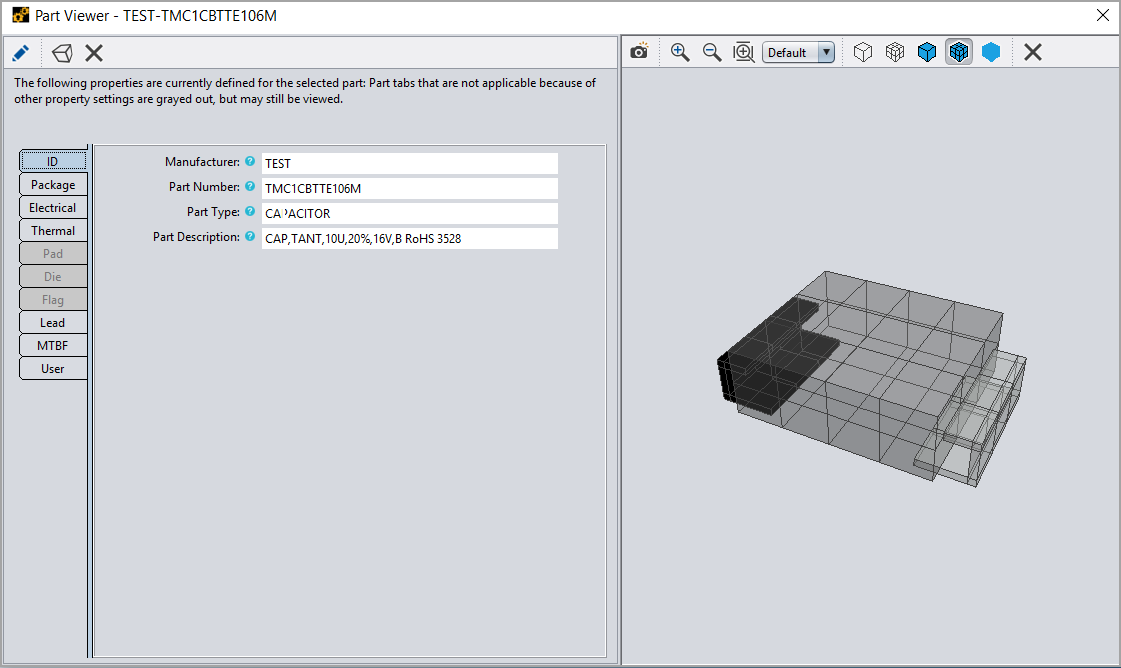 Part Viewer - TEST-TMC1CBTTE106M
Default
The following properties are currently defined for the selected part: Part tabs that are not applicable because of
other property settings are grayed out, but may still be viewed.
ID
Package
Electrical
Thermal
Pad
Die
Flag
Lead
MTBF
User
Manufacturer: ? TEST
Part Number: ? TMC1CBTTE106M
Part Type: ? CAPACITOR
Part Description: ? CAP,TANT,10U,20%,16V,B RoHS 3528